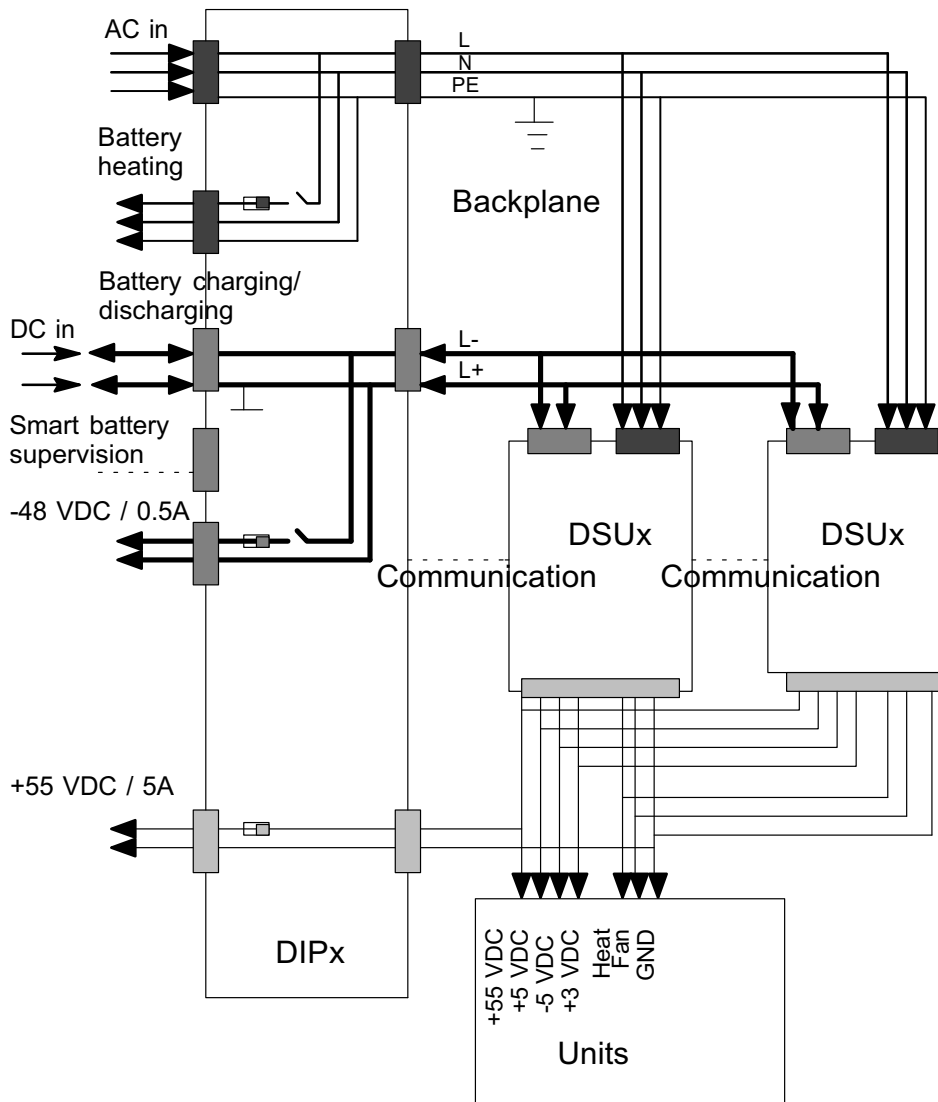 AC in
L
N
PE
Battery
heating
Backplane
Battery charging/
discharging
DC in
L-
L+
Smart battery
supervision
-48 VDC / 0.5A
DSUx
DSUx
Communication
Communication
+55 VDC / 5A
DIPx
+55 VDC
+5 VDC
-5 VDC
+3 VDC
Heat
Fan
GND
Units